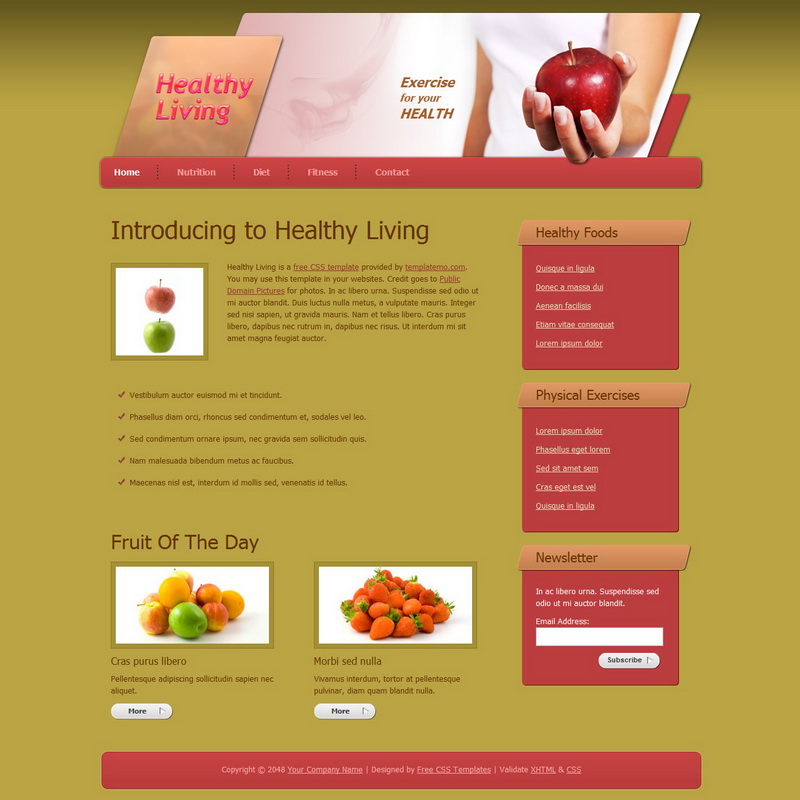 Healthy
Living
Exercise
for your
HEALTH
Home
Nutrition
Diet
Fitness
Contact
Introducing to Healthy Living
Healthy Living is a free CSS template provided by templatemo.com.
You may use this template in your websites. Credit goes to Public
Domain Pictures for photos. In ac libero urna. Suspendisse sed odio ut
mi auctor blandit. Duis luctus nulla metus, a vulputate mauris. Integer
sed nisi sapien, ut gravida mauris. Nam et tellus libero. Cras purus
libero, dapibus nec rutrum in, dapibus nec risus. Ut interdum mi sit
amet magna feugiat auctor.
Vestibulum auctor euismod mi et tincidunt.
Phasellus diam orci, rhoncus sed condimentum et, sodales vel leo.
Sed condimentum ornare ipsum, nec gravida sem sollicitudin quis.
Nam malesuada bibendum metus ac faucibus.
Maecenas nisl est, interdum id mollis sed, venenatis id tellus.
Fruit Of The Day
Cras purus libero
Pellentesque adipiscing sollicitudin sapien nec
aliquet.
More
Morbi sed nulla
Vivamus interdum, tortor at pellentesque
pulvinar, diam quam blandit nulla.
More
Healthy Foods
Quisque in ligula
Donec a massa dui
Aenean facilisis
Etiam vitae consequat
Lorem ipsum dolor
Physical Exercises
Lorem ipsum dolor
Phasellus eget lorem
Sed sit amet sem
Cras eget est vel
Quisque in ligula
Newsletter
In ac libero urna. Suspendisse sed
odio ut mi auctor blandit.
Email Address:
Subscribe
Copyright © 2048 Your Company Name | Designed by Free CSS Templates | Validate XHTML & CSS